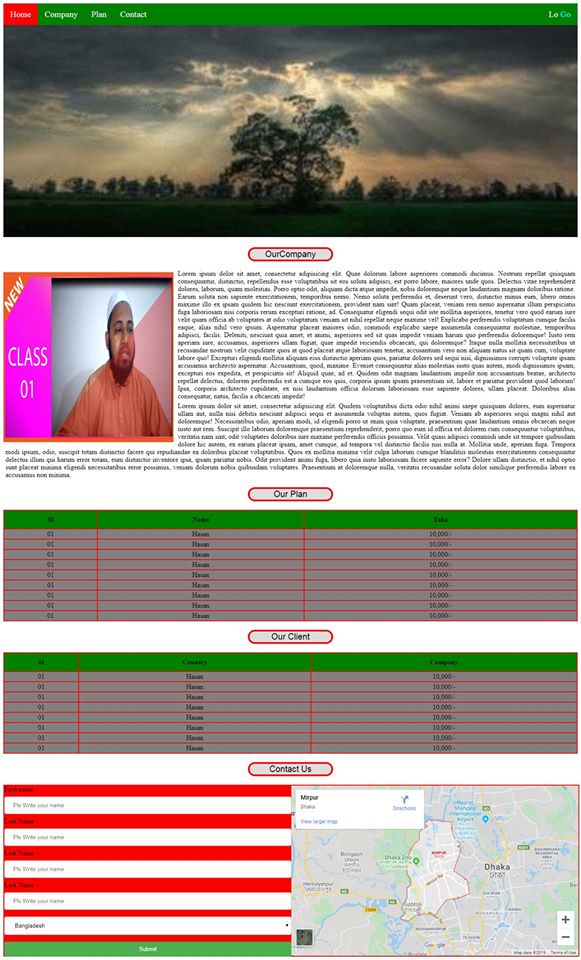 Home Company Plan Contact Lo Go
OurCompany
NEW
CLASS
01
Lorem ipsum dolor sit amet, consectetur adipisicing elit. Quae dolorum labore asperiores commodi ducimus. Nostrum repellat quisquam
consequuntur, distinctio, repellendus esse voluptatibus sit eos soluta adipisci, est porro labore, maiores unde quos. Delectus vitae reprehenderit
dolores, laborum, quam molestias. Porro optio odit, aliquam dicta atque impedit, nobis doloremque neque laudantium magnam doloribus ratione.
Earum soluta non sapiente exercitationem, temporibus nemo. Nemo soluta perferendis et, deserunt vero, distinctio minus eum, libero omnis
maxime illo ex ipsam quidem hic nesciunt exercitationem, provident nam sint! Quam placeat, veniam rem nemo aspernatur illum perspiciatis
fuga laboriosam nisi corporis rerum excepturi ratione, ad. Consequatur eligendi sequi odit iste mollitia asperiores, tenetur vero quod earum iure
velit quam officia ab voluptates at odio voluptatum veniam sit nihil repellat neque maxime vel! Explicabo perferendis voluptatum cumque facilis
eaque, alias nihil vero ipsum. Aspernatur placeat maiores odio, commodi explicabo saepe assumenda consequuntur molestiae, temporibus
adipisci, facilis. Deleniti, nesciunt quia amet, et animi, asperiores sed sit quas impedit veniam harum quo perferendis doloremque! Iusto rem
aperiam iure, accusamus, asperiores ullam fugiat, quae impedit reiciendis obcaecati, qui doloremque? Itaque nulla mollitia necessitatibus ut
recusandae nostrum velit cupiditate quos at quod placeat atque laboriosam tenetur, accusantium vero non aliquam natus sit quam cum, voluptate
labore quo! Excepturi eligendi mollitia aliquam eius distinctio aperiam quos, pariatur dolores sed sequi nisi, dignissimos corrupti voluptate ipsam
accusamus architecto aspernatur. Accusantium, quod, maxime. Eveniet consequuntur alias molestias iusto quas autem, modi dignissimos ipsam,
excepturi eos expedita, et perspiciatis sit! Aliquid quae, ad et. Quidem odit magnam laudantium impedit non accusantium beatae, architecto
repellat delectus, dolorem perferendis est a cumque eos quis, corporis ipsum ipsam praesentium sit, labore et pariatur provident quod laborum!
Ipsa, corporis architecto cupiditate, ex nisi laudantium officia dolorum laboriosam esse sapiente dolores, ullam placeat. Doloribus alias
consequatur, natus, facilis a obcaecati impedit!
Lorem ipsum dolor sit amet, consectetur adipisicing elit. Quidem voluptatibus dicta odio nihil animi saepe quisquam dolores, eum aspernatur
ullam aut, nulla nisi debitis nesciunt adipisci sequi et assumenda voluptas autem, quos fugiat. Veniam ab asperiores sequi magni nihil aut
doloremque! Necessitatibus odio, aperiam modi, id eligendi porro ut enim quia voluptate, praesentium quae laudantium omnis obcaecati neque
iusto aut rem. Suscipit illo laborum doloremque praesentium reprehenderit, porro quo eum id officia est dolorem cum consequuntur voluptatibus,
veritatis nam sint, odit voluptates doloribus iure maxime perferendis officiis possimus. Velit quasi adipisci commodi unde sit tempore quibusdam
dolore hic autem, ex earum placeat ipsam, amet cumque, ad tempora vel distinctio facilis nisi nulla at. Mollitia unde, aperiam fuga. Tempora
modi ipsum, odio, suscipit totam distinctio facere qui repudiandae ea doloribus placeat voluptatibus. Quos ex mollitia minima velit culpa laborum cumque blanditiis molestias exercitationem consequuntur
delectus illum qui harum error totam, eum distinctio inventore ipsa, ipsam pariatur nobis. Odit provident animi fuga, libero quia iusto laboriosam facere sapiente error? Dolore ullam distinctio, et nihil optio
sunt placeat minima eligendi necessitatibus error possimus, veniam dolorum nobis quibusdam voluptates. Praesentium at doloremque nulla, veritatis recusandae soluta dolor similique perferendis labore ea
accusamus non minima.
Our Plan
Sl Name Taka
01 Hasan 10,000/-
01 Hasan 10,000/-
01 Hasan 10,000/-
01 Hasan 10,000/-
01 Hasan 10,000/-
01 Hasan 10,000/-
01 Hasan 10,000/-
01 Hasan 10,000/-
01 Hasan 10,000/-
Our Client
Sl Country Company
01 Hasan 10,000/-
01 Hasan 10,000/-
01 Hasan 10,000/-
01 Hasan 10,000/-
01 Hasan 10,000/-
01 Hasan 10,000/-
01 Hasan 10,000/-
01 Hasan 10,000/-
Contact Us
First name
Pls Write your name
Last Name
Pls Write your name
Last Name
Pls Write your name
Last Name
Pls Write your name
Bangladesh
Submit
Mirpur
Dhaka
Directions
View larger map
Hazrat
Shahjalal
International
Airport
Bongaon
Union
Dhaka Zoo
MIRPUR
Dhaka
Hemayetpur
Gabtoli
Mirpur Rd
MOHAMMADPUR
GULSHAN
BASUNDHARA
RESIDENTIAL
AREA
TEJGAON
Google
Map data ©2019 Terms of Use